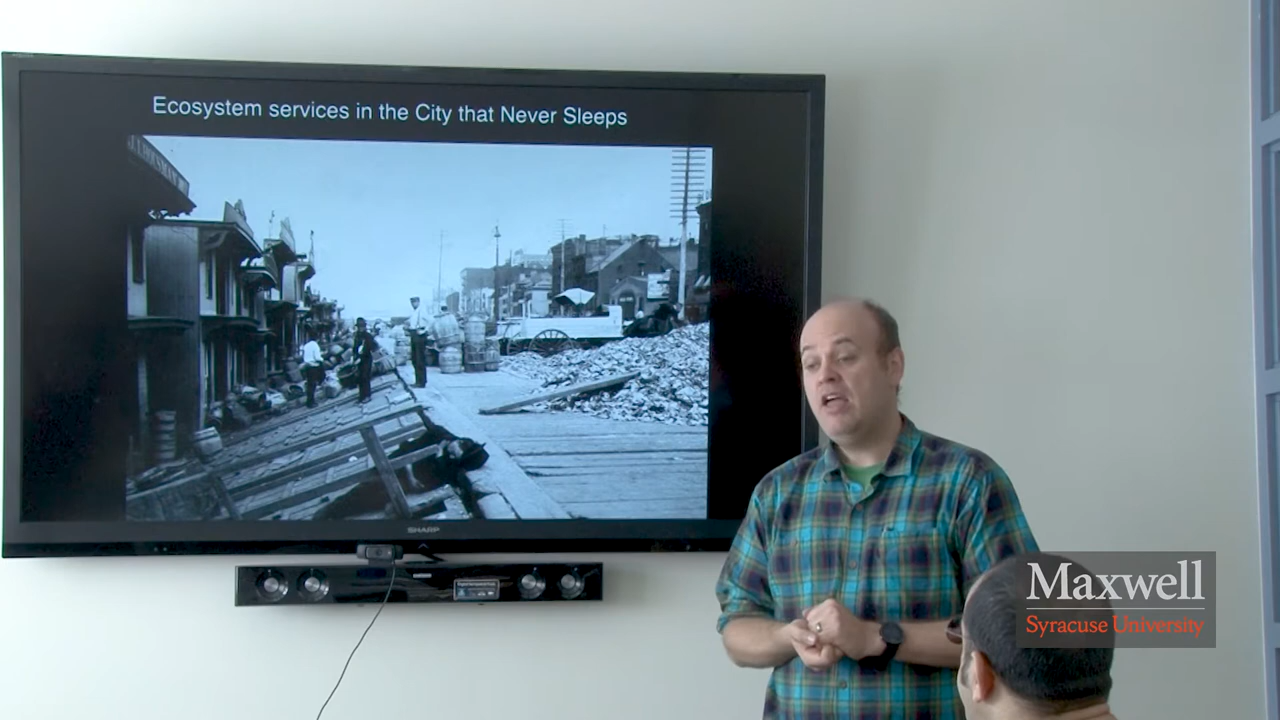 Ecosystem services in the City that Never Sleeps
SHARP
Maxwell
Syracuse University